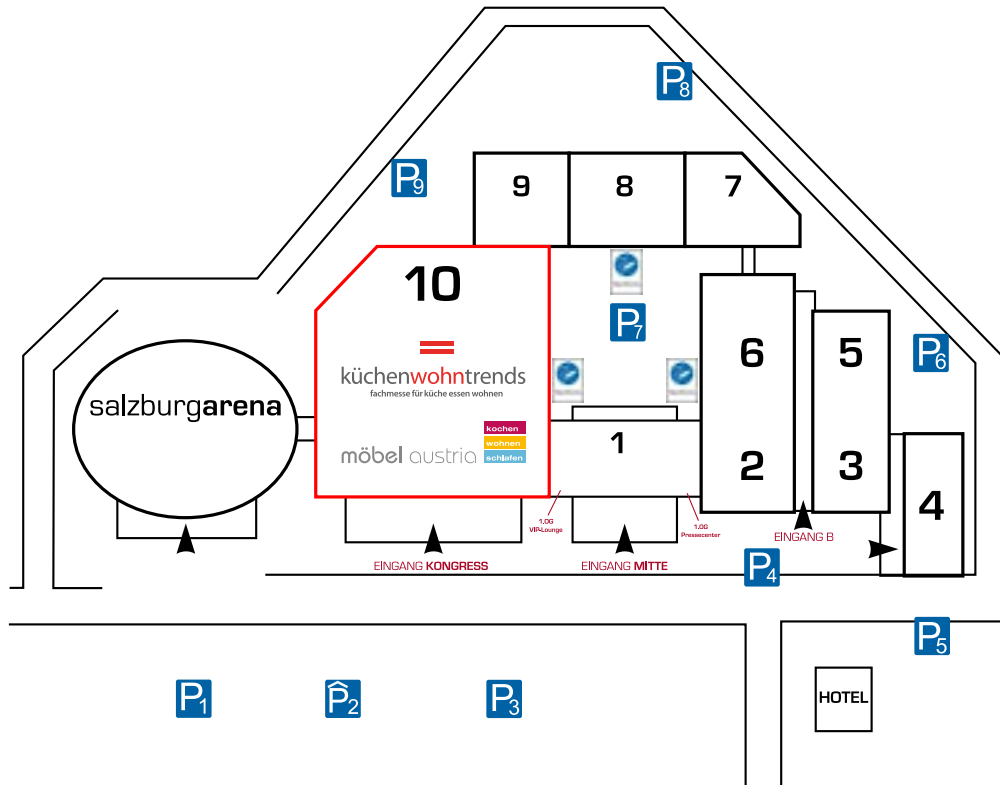 P8
P9
9
8
7
10
P7
küchenwohntrends
fachmesse für küche essen wohnen
möbel austria
kochen
wohnen
schlafen
salzburgarena
1
6
2
5
3
P6
4
1.OG
VIP-Lounge
1.OG
Pressecenter
EINGANG B
EINGANG KONGRESS
EINGANG MITTE
P4
P5
P1
P2
P3
HOTEL